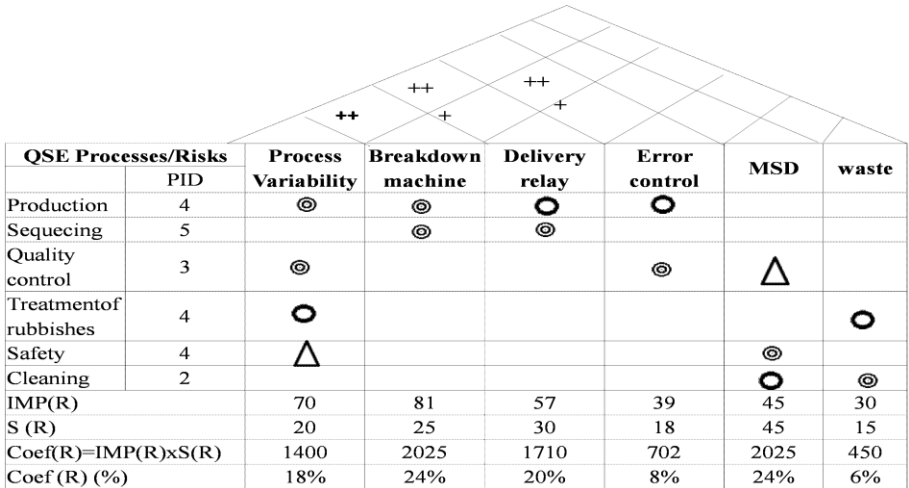 ++ ++
++ + +
QSE Processes/Risks Process Breakdown Delivery Error MSD waste
PID Variability machine relay control
Production 4 ◎ ◎ O O
Sequecing 5 ◎ ◎
Quality control 3 ◎ ◎ △
Treatmentof rubbishes 4 O O
Safety 4 △ ◎
Cleaning 2 O ◎
IMP(R) 70 81 57 39 45 30
S (R) 20 25 30 18 45 15
Coef(R)=IMP(R)xS(R) 1400 2025 1710 702 2025 450
Coef (R) (%) 18% 24% 20% 8% 24% 6%